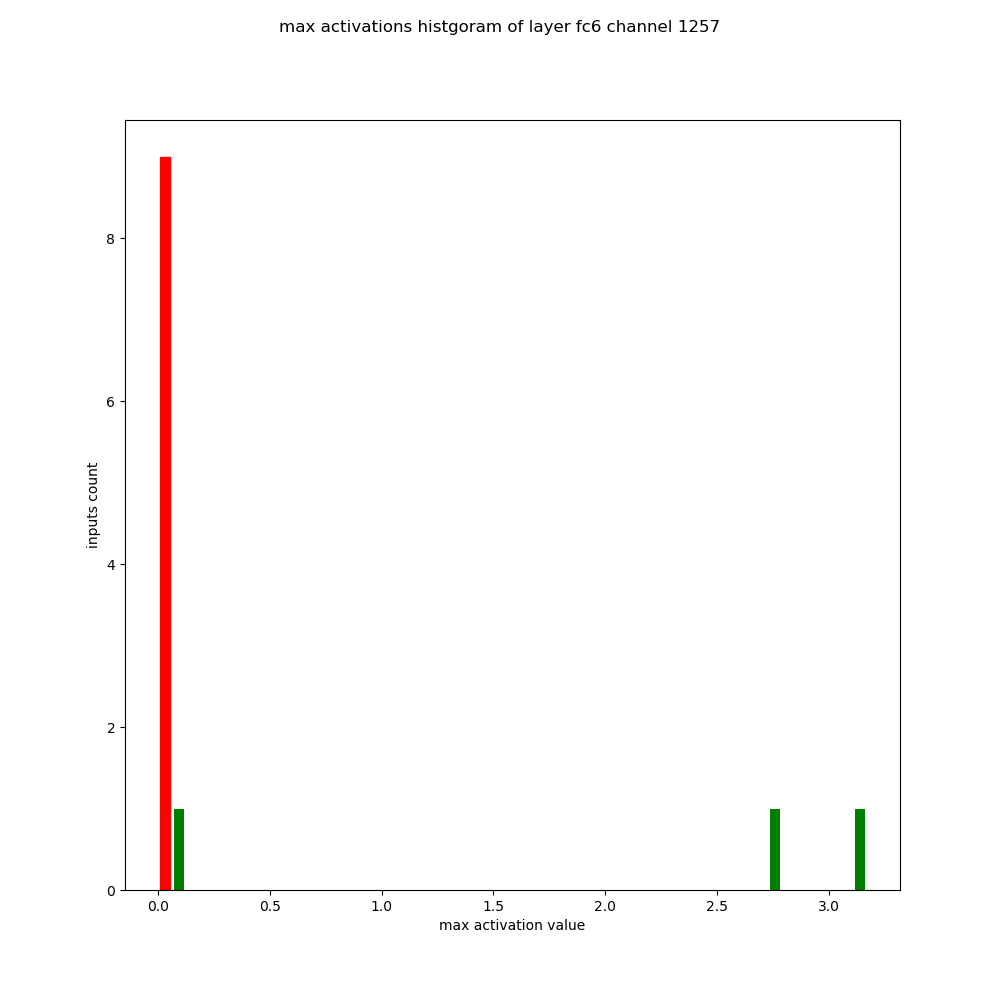 max activations histgoram of layer fc6 channel 1257
8
6
4
2
0
inputs count
0.0 0.5 1.0 1.5 2.0 2.5 3.0
max activation value